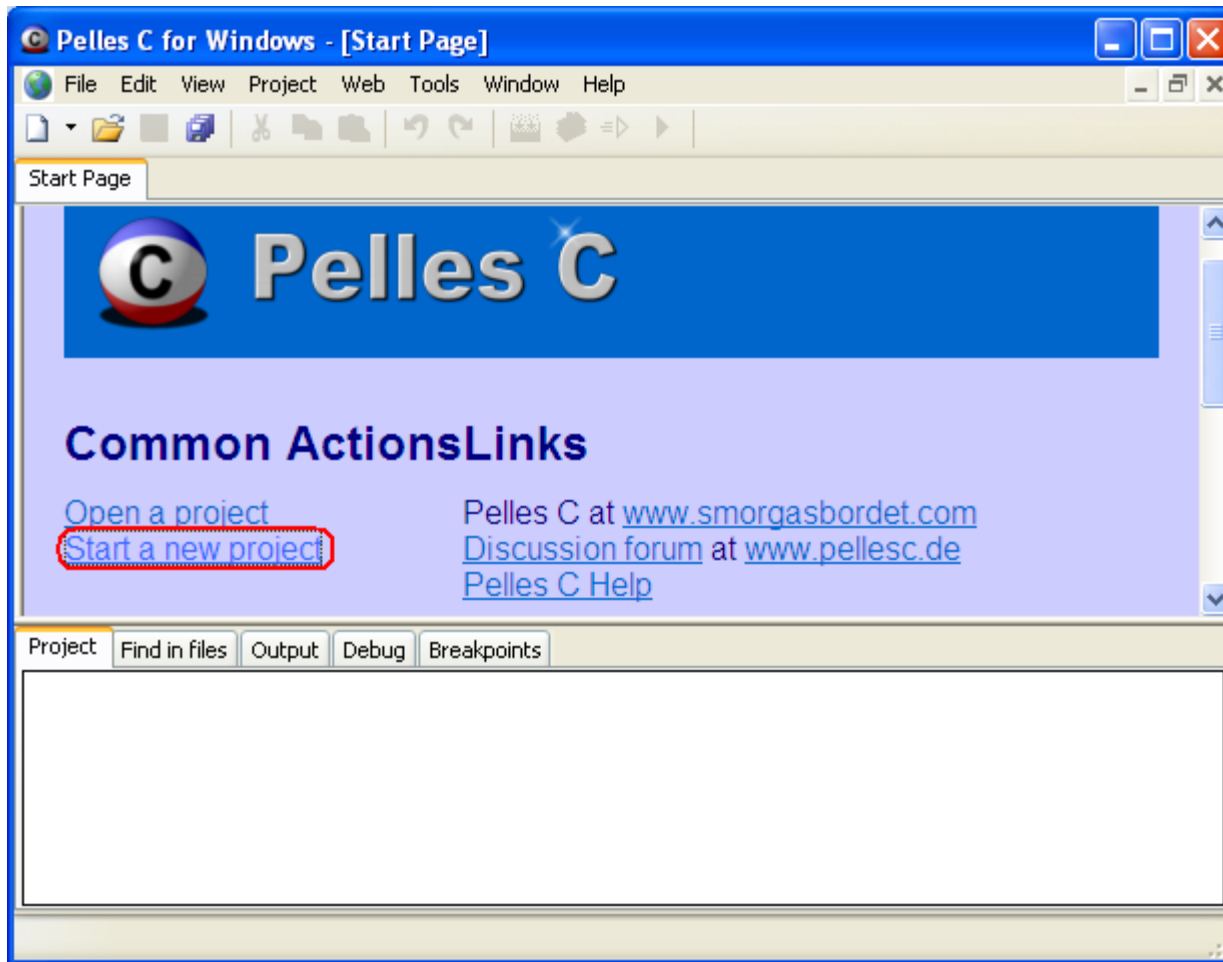 Pelles C for Windows - [Start Page]
File Edit View Project Web Tools Window Help
Start Page
C Pelles C
Common ActionsLinks
Open a project Pelles C at www.smorgasbordet.com
Start a new project Discussion forum at www.pellesc.de
Pelles C Help
Project Find in files Output Debug Breakpoints